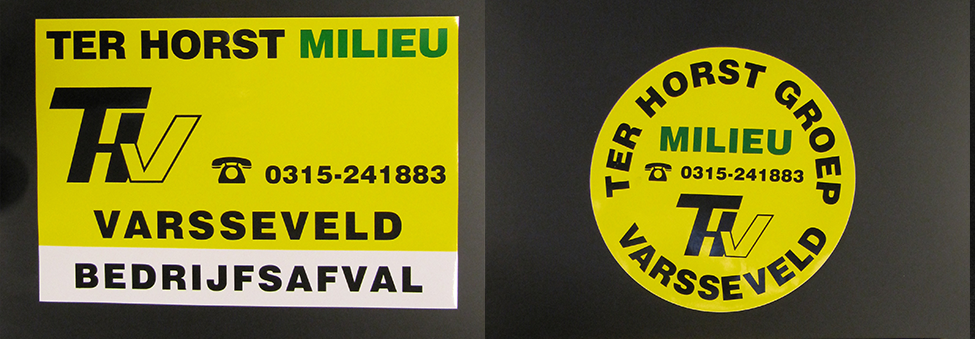 TER HORST MILIEU
THV
0315-241883
VARSSEVELD
BEDRIJFSAFVAL
TER HORST GROEP
MILIEU
0315-241883
THV
VARSSEVELD